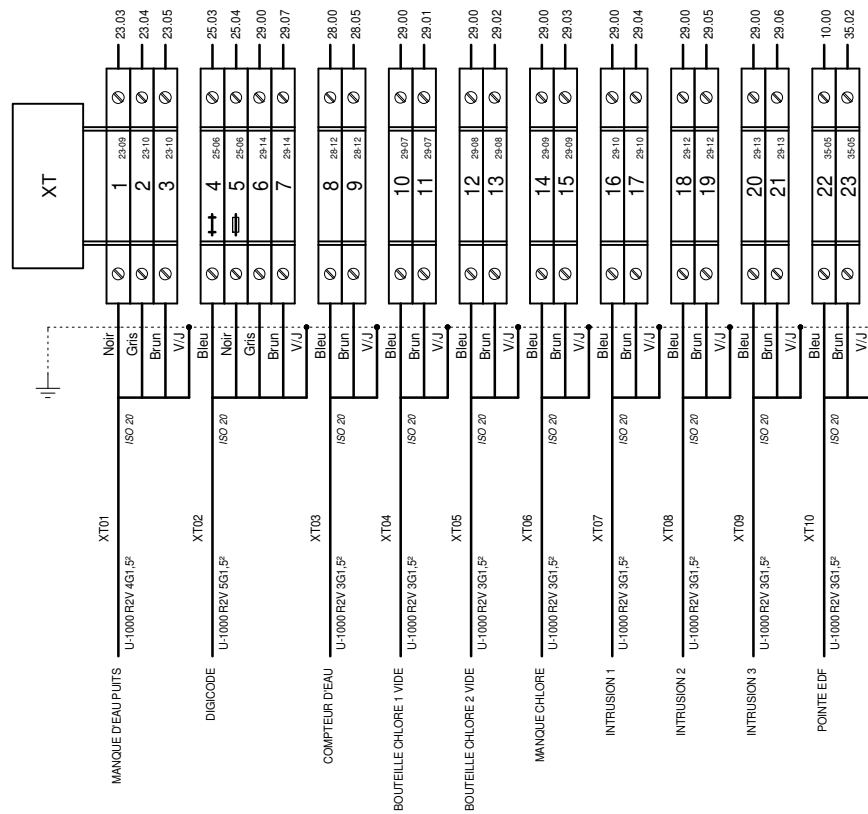 XT
Noir 1 23-09 23.03
Gris 2 23-10 23.04
Brun 3 23-10 23.05
V/J
ISO 20
XT01
U-1000 R2V 4G1,5²
MANQUE D'EAU PUITS
Bleu 4 25-06 25.03
Noir 5 25-06 25.04
Gris 6 29-14 29.00
Brun 7 29-14 29.07
V/J
ISO 20
XT02
U-1000 R2V 5G1,5²
DIGICODE
Bleu 8 28-12 28.00
Brun 9 28-12 28.05
V/J
ISO 20
XT03
U-1000 R2V 3G1,5²
COMPTEUR D'EAU
Bleu 10 29-07 29.00
Brun 11 29-07 29.01
V/J
ISO 20
XT04
U-1000 R2V 3G1,5²
BOUTEILLE CHLORE 1 VIDE
Bleu 12 29-08 29.00
Brun 13 29-08 29.02
V/J
ISO 20
XT05
U-1000 R2V 3G1,5²
BOUTEILLE CHLORE 2 VIDE
Bleu 14 29-09 29.00
Brun 15 29-09 29.03
V/J
ISO 20
XT06
U-1000 R2V 3G1,5²
MANQUE CHLORE
Bleu 16 29-10 29.00
Brun 17 29-10 29.04
V/J
ISO 20
XT07
U-1000 R2V 3G1,5²
INTRUSION 1
Bleu 18 29-12 29.00
Brun 19 29-12 29.05
V/J
ISO 20
XT08
U-1000 R2V 3G1,5²
INTRUSION 2
Bleu 20 29-13 29.00
Brun 21 29-13 29.06
V/J
ISO 20
XT09
U-1000 R2V 3G1,5²
INTRUSION 3
Bleu 22 35-05 10.00
Brun 23 35-05 35.02
V/J
ISO 20
XT10
U-1000 R2V 3G1,5²
POINTE EDF